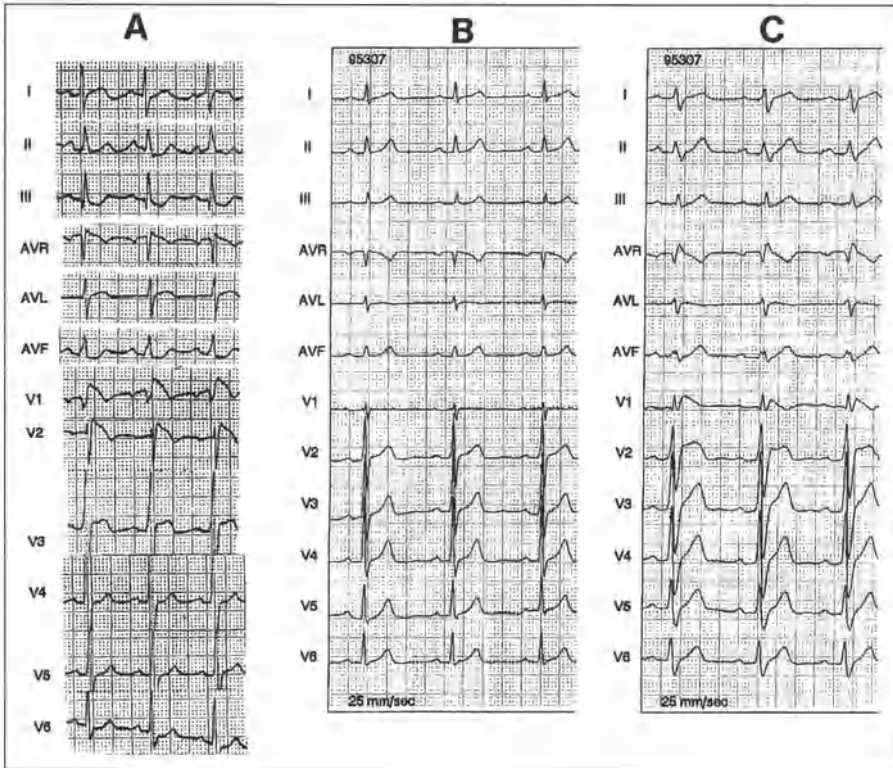 A
I
II
III
AVR
AVL
AVF
V1
V2
V3
V4
V5
V6
B
95307
I
II
III
AVR
AVL
AVF
V1
V2
V3
V4
V5
V6
25 mm/sec
C
95307
I
II
III
AVR
AVL
AVF
V1
V2
V3
V4
V5
V6
25 mm/sec